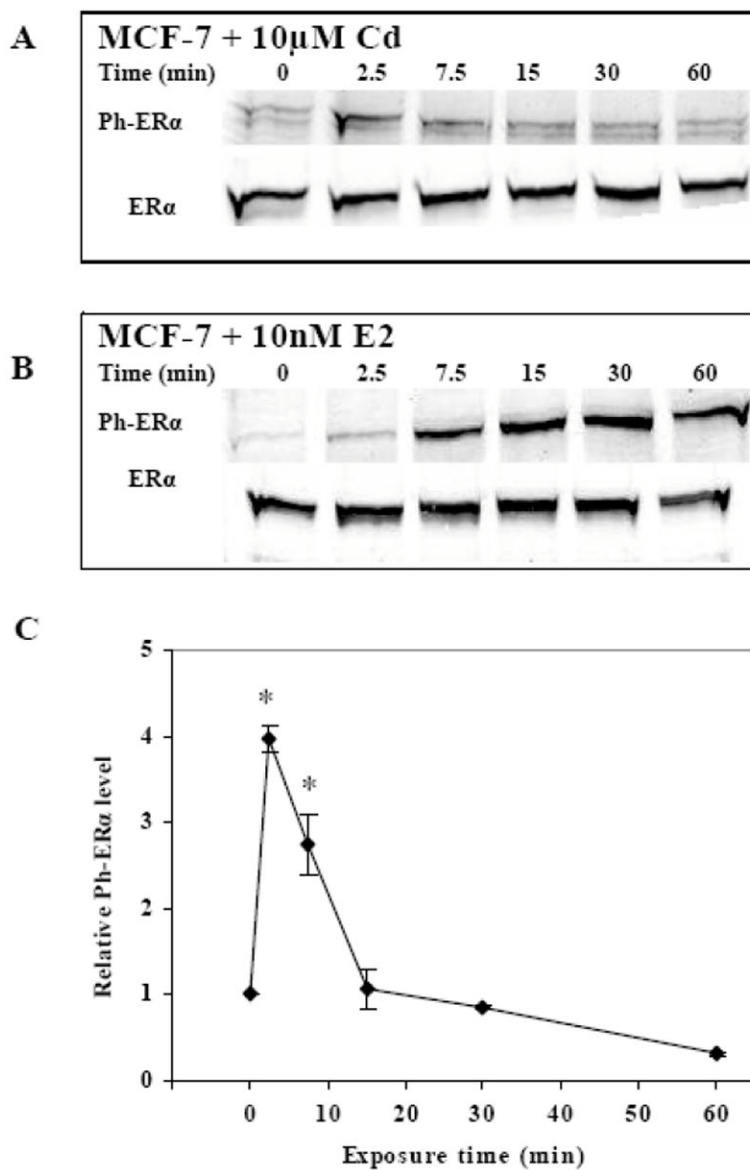 A
MCF-7 + 10μM Cd
Time (min) 0 2.5 7.5 15 30 60
Ph-ERα
ERα
B
MCF-7 + 10nM E2
Time (min) 0 2.5 7.5 15 30 60
Ph-ERα
ERα
C
5
4
3
2
1
0
Relative Ph-ERα level
*
*
0 10 20 30 40 50 60
Exposure time (min)